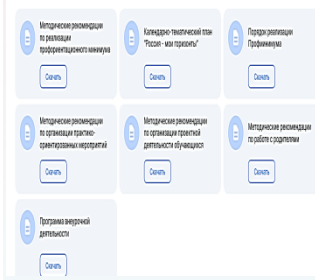 Методические рекомендации
по реализации
профориентационного минимума
Скачать
Календарно-тематический план
"Россия - мои горизонты"
Скачать
Порядок реализации
Профминимума
Скачать
Методические рекомендации
по организации практико-
ориентированных мероприятий
Скачать
Методические рекомендации
по организации проектной
деятельности обучающихся
Скачать
Методические рекомендации
по работе с родителями
Скачать
Программа внеурочной
деятельности
Скачать